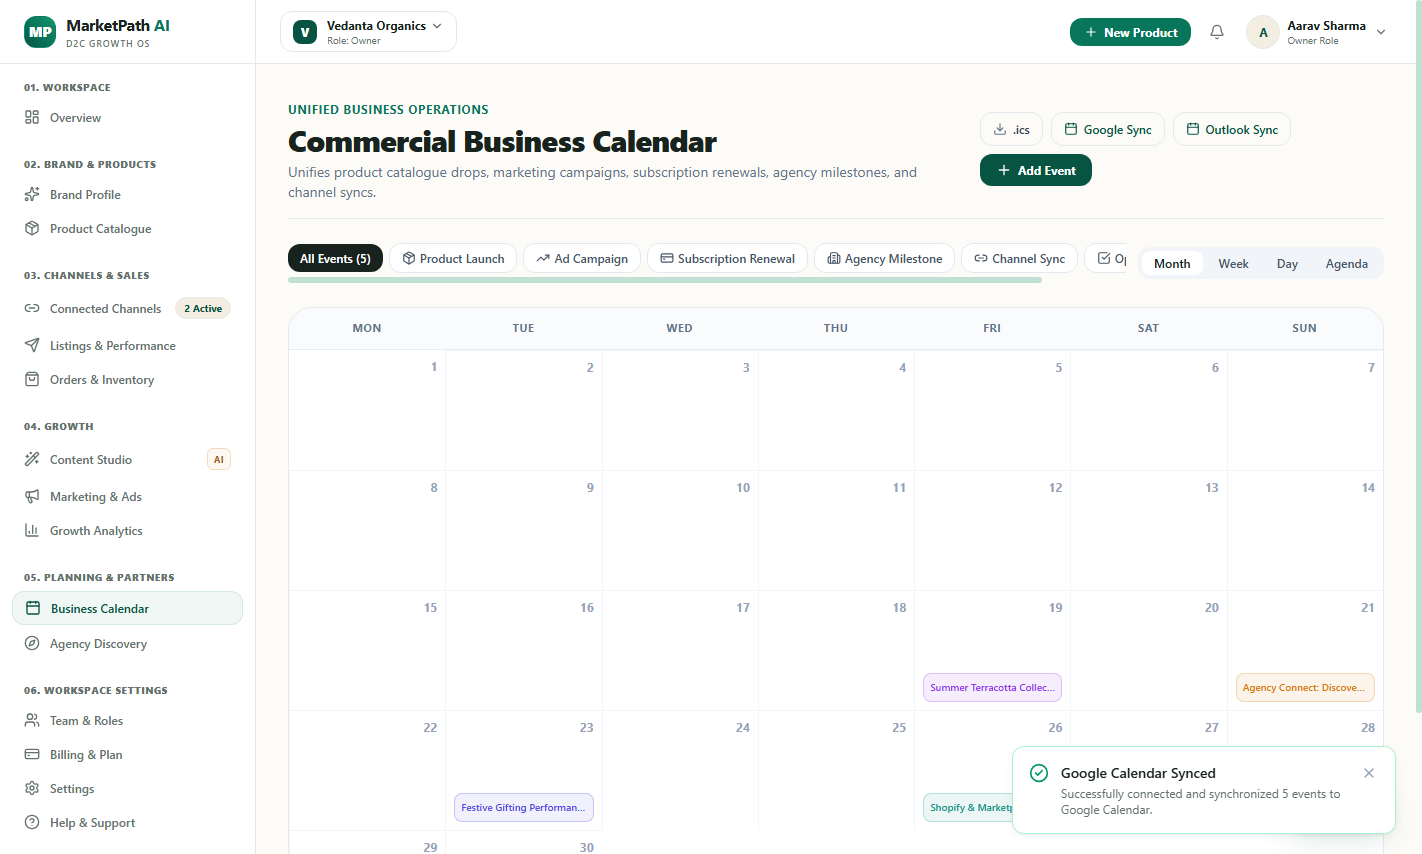 MP
MarketPath AI
D2C GROWTH OS
V
Vedanta Organics
Role: Owner
New Product
A
Aarav Sharma
Owner Role
01. WORKSPACE
Overview
02. BRAND & PRODUCTS
Brand Profile
Product Catalogue
03. CHANNELS & SALES
Connected Channels
2 Active
Listings & Performance
Orders & Inventory
04. GROWTH
Content Studio
AI
Marketing & Ads
Growth Analytics
05. PLANNING & PARTNERS
Business Calendar
Agency Discovery
06. WORKSPACE SETTINGS
Team & Roles
Billing & Plan
Settings
Help & Support
UNIFIED BUSINESS OPERATIONS
Commercial Business Calendar
Unifies product catalogue drops, marketing campaigns, subscription renewals, agency milestones, and
channel syncs.
.ics
Google Sync
Outlook Sync
Add Event
All Events (5)
Product Launch
Ad Campaign
Subscription Renewal
Agency Milestone
Channel Sync
Month
Week
Day
Agenda
MON TUE WED THU FRI SAT SUN
1 2 3 4 5 6 7
8 9 10 11 12 13 14
15 16 17 18 19 20 21
Summer Terracotta Collec...
Agency Connect: Discove...
22 23 24 25 26 27 28
Festive Gifting Performan...
Shopify &
29 30
Google Calendar Synced
Successfully connected and synchronized 5 events to
Google Calendar.